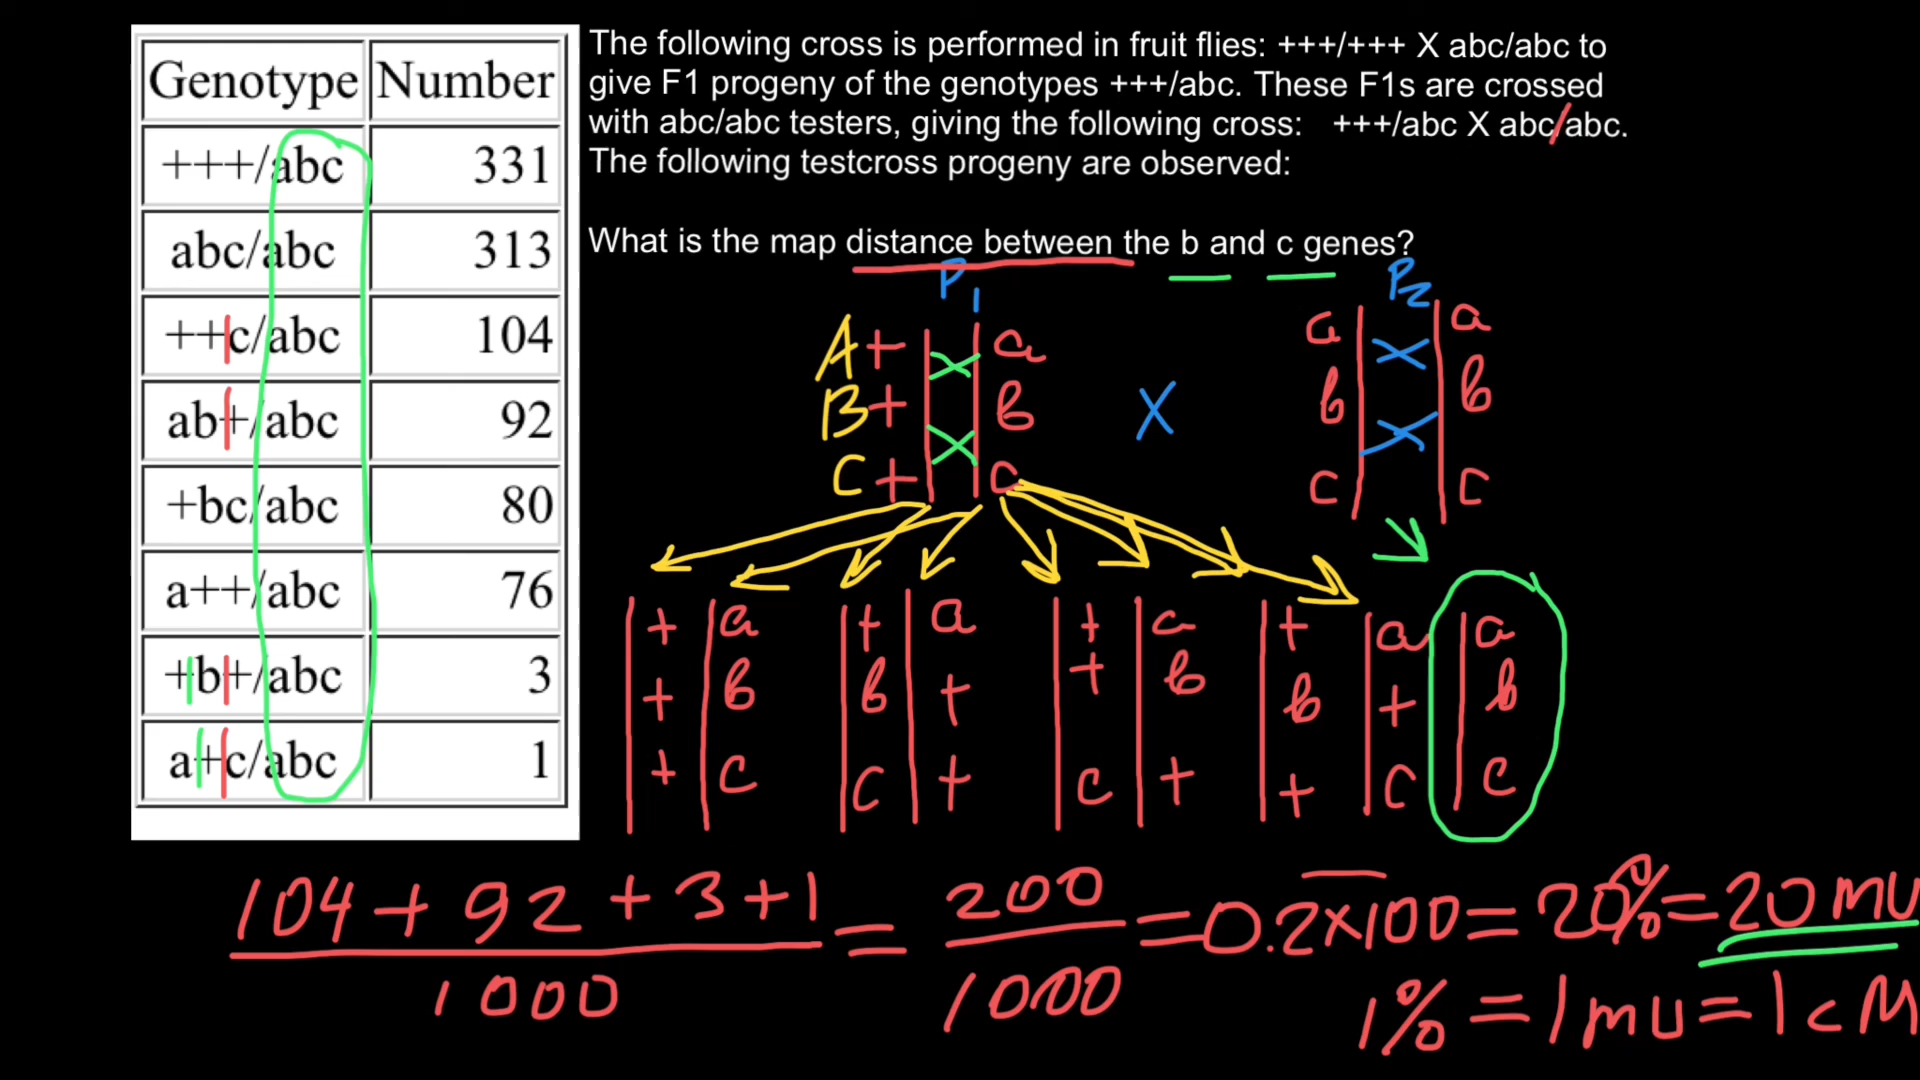 Genotype Number
+++/abc 331
abc/abc 313
++c/abc 104
ab+/abc 92
+bc/abc 80
a++/abc 76
+b+/abc 3
a+c/abc 1
The following cross is performed in fruit flies: +++/+++ X abc/abc to
give F1 progeny of the genotypes +++/abc. These F1s are crossed
with abc/abc testers, giving the following cross: +++/abc X abc/abc.
The following testcross progeny are observed:
What is the map distance between the b and c genes?
P1 P2
A + a a a
B + b X b b
C + c c c
+ a + a + a + a a
+ b b + + b b + b
+ c c + c + + c c
104 + 92 + 3 + 1 = 200 = 0.2 x 100 = 20% = 20 mu
1000 1000
1% = 1 mu = 1 cM